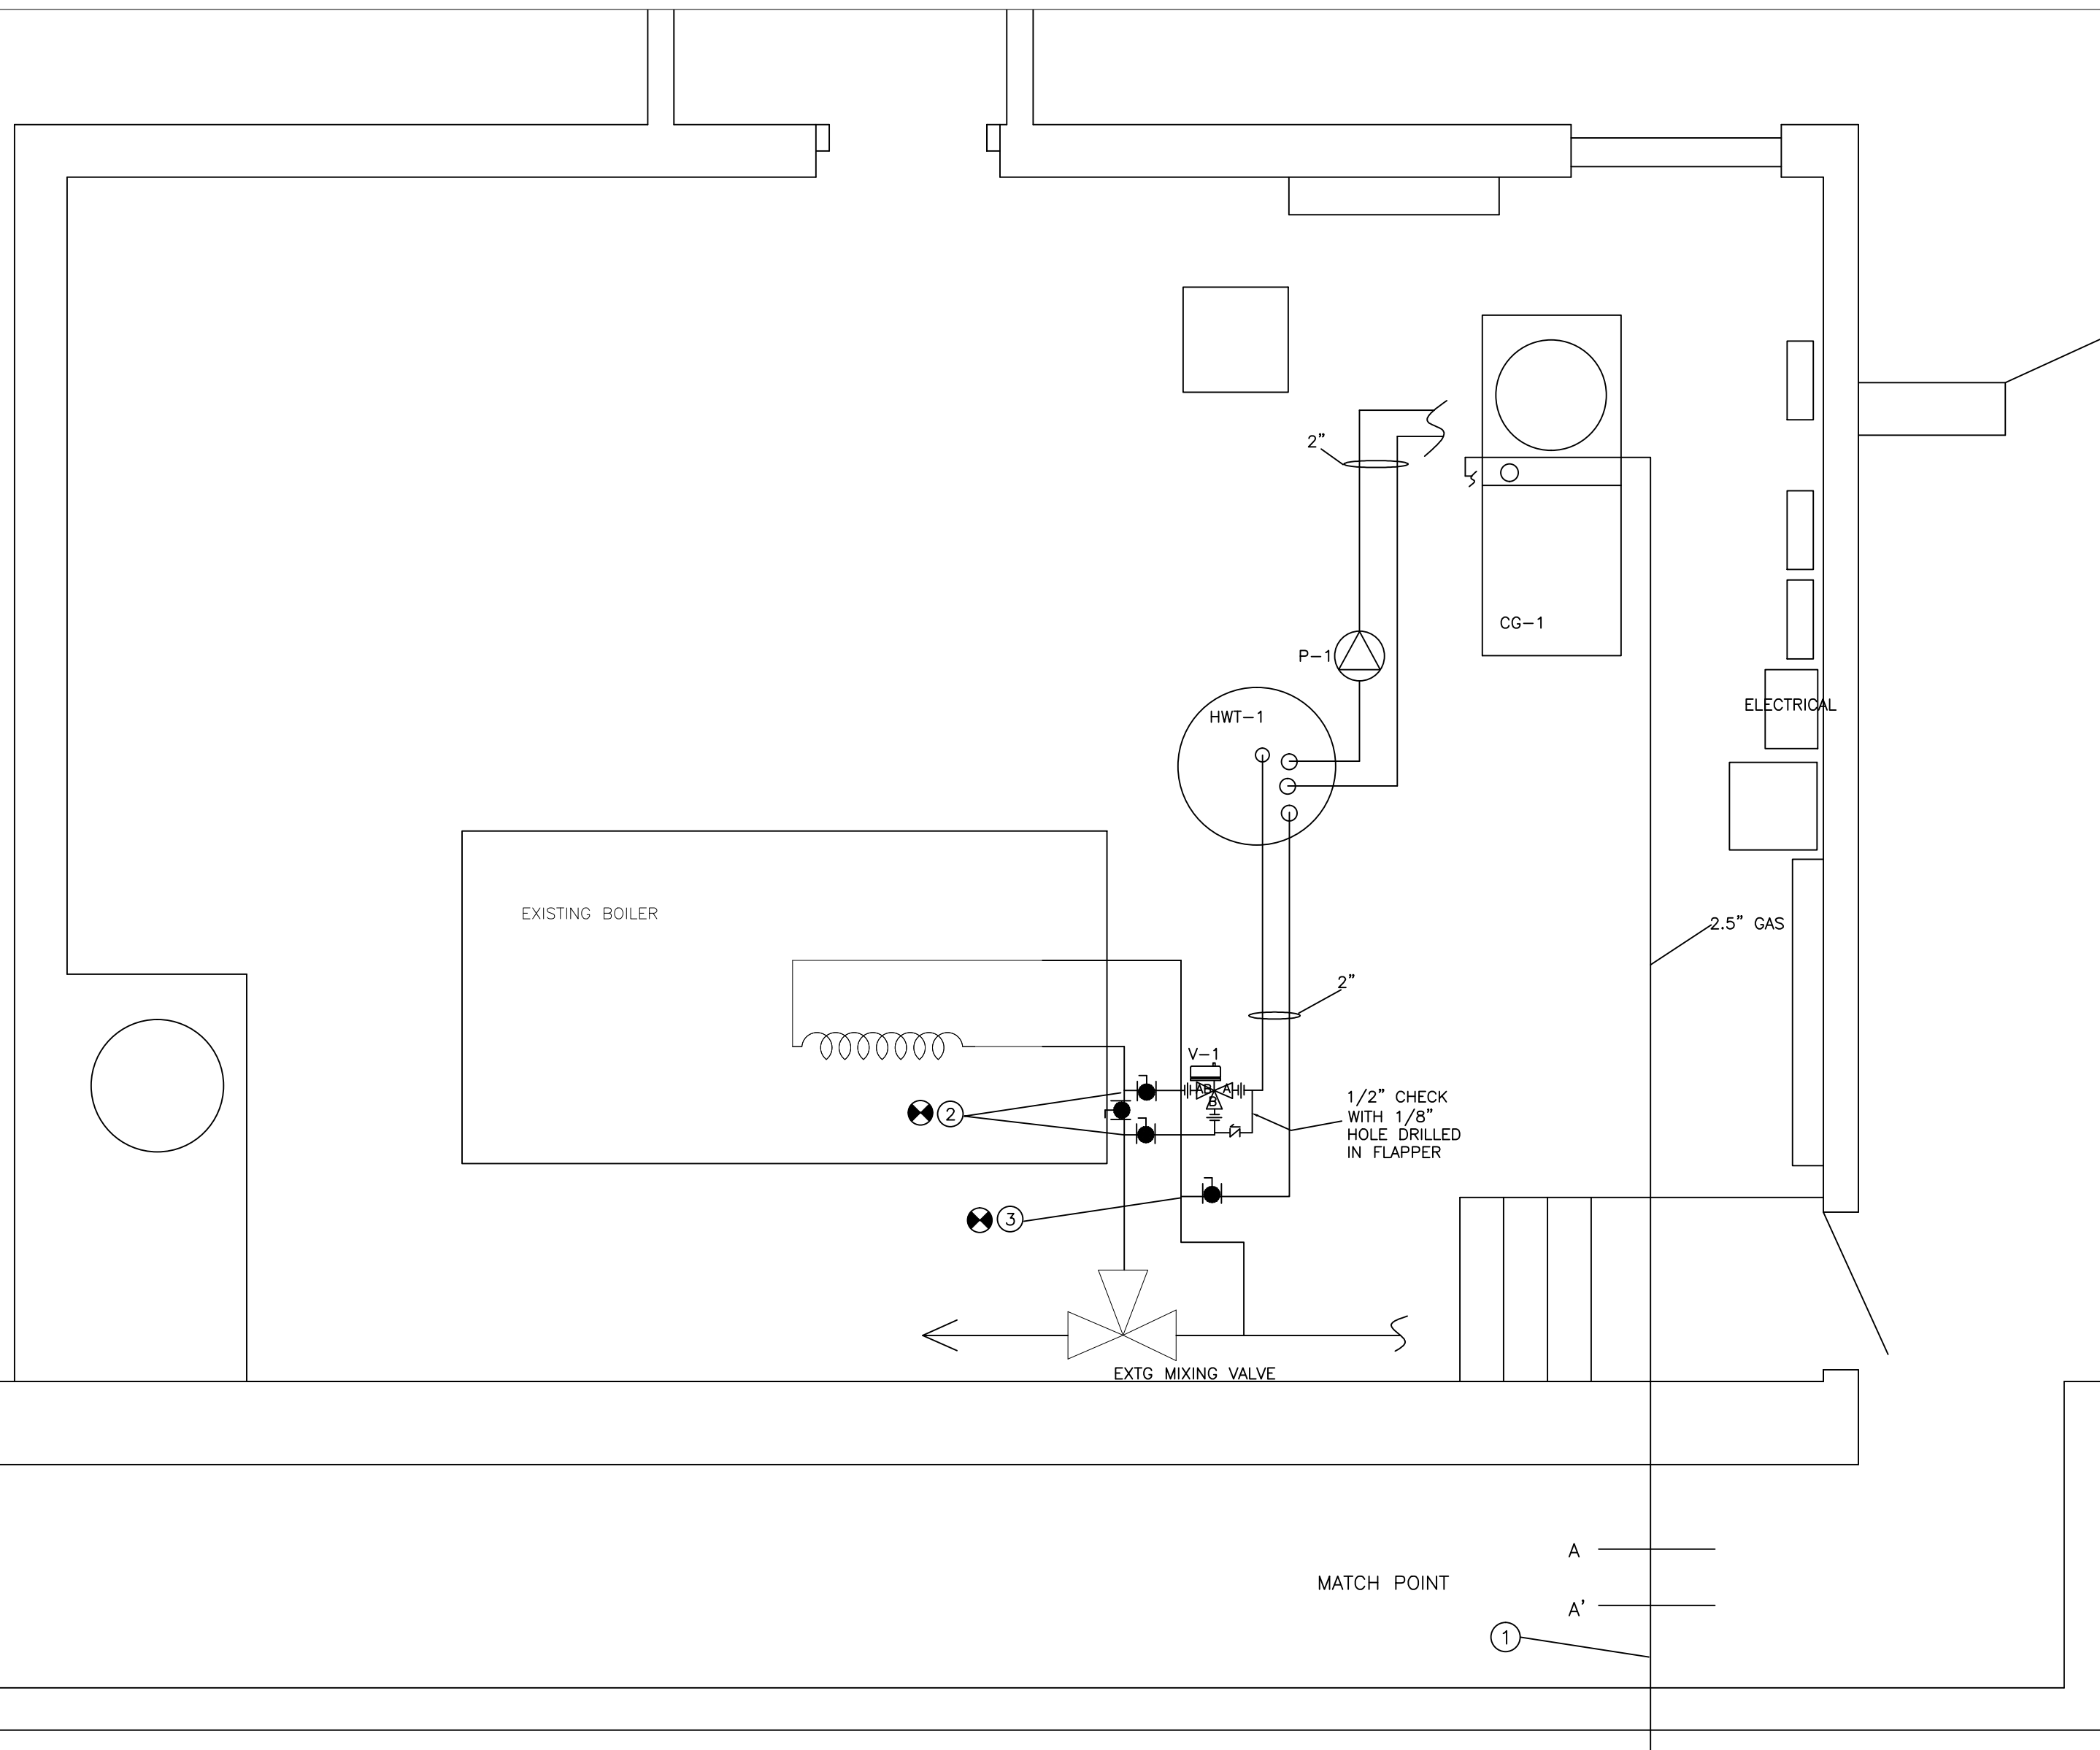 2”
CG-1
P-1
ELECTRICAL
HWT-1
EXISTING BOILER
2.5” GAS
2”
V-1
AB
A
B
1/2” CHECK
WITH 1/8”
HOLE DRILLED
IN FLAPPER
2
3
EXTG MIXING VALVE
A
MATCH POINT
A’
1